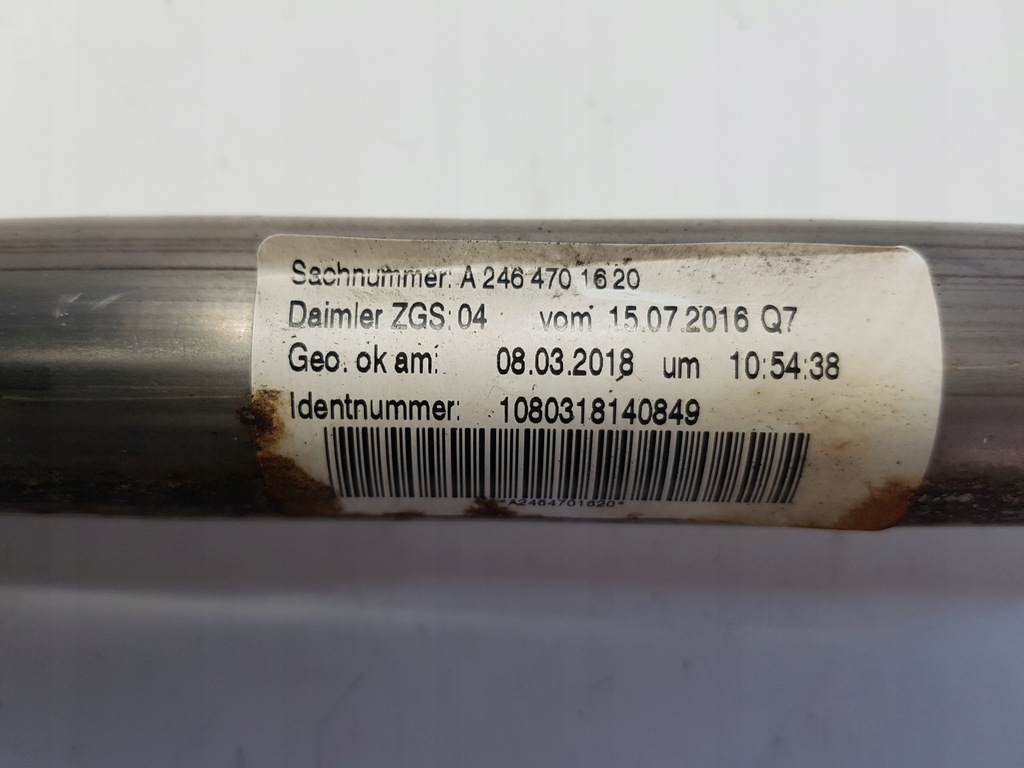 Sachnummer: A 246 470 16 20
Daimler ZGS: 04 vom 15.07.2016 Q7
Geo. ok am: 08.03.2018 um 10:54:38
Identnummer: 1080318140849
*A2464701620*